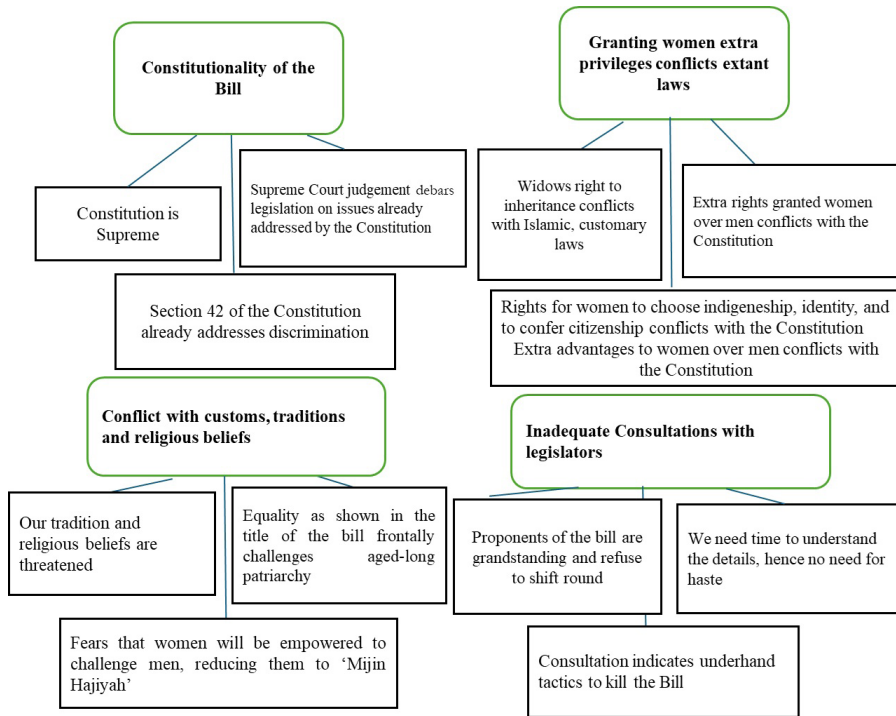 Constitutionality of the
Bill
Constitution is
Supreme
Supreme Court judgement debars
legislation on issues already
addressed by the Constitution
Section 42 of the Constitution
already addresses discrimination
Granting women extra
privileges conflicts extant
laws
Widows right to
inheritance conflicts
with Islamic, customary
laws
Extra rights granted women
over men conflicts with the
Constitution
Rights for women to choose indigeneship, identity, and
to confer citizenship conflicts with the Constitution
Extra advantages to women over men conflicts with
the Constitution
Conflict with customs, traditions
and religious beliefs
Our tradition and
religious beliefs are
threatened
Equality as shown in the
title of the bill frontally
challenges aged-long
patriarchy
Fears that women will be empowered to
challenge men, reducing them to ‘Mijin
Hajiyah’
Inadequate Consultations with
legislators
Proponents of the bill are
grandstanding and refuse
to shift round
We need time to understand
the details, hence no need for
haste
Consultation indicates underhand
tactics to kill the Bill